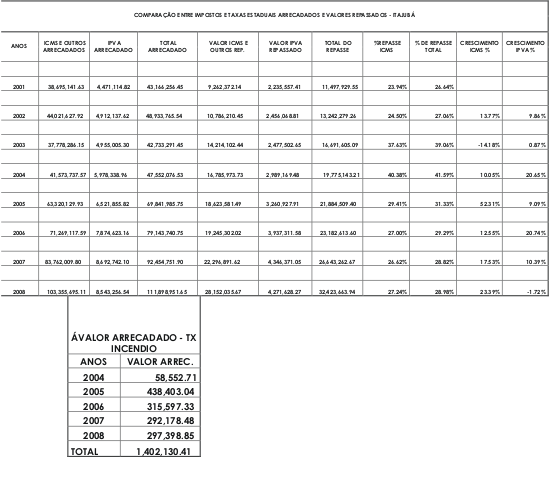 COMPARAÇÃO ENTRE IMPOSTOS E TAXAS ESTADUAIS ARRECADADOS E VALORES REPASSADOS - ITAJUBÁ
ANOS ICMS E OUTROS ARRECADADOS IPVA ARRECADADO TOTAL ARRECADADO VALOR ICMS E OUTROS REP. VALOR IPVA REPASSADO TOTAL DO REPASSE %REPASSE ICMS % DE REPASSE TOTAL CRESCIMENTO ICMS % CRESCIMENTO IPVA %
2001 38,695,141.63 4,471,114.82 43,166,256.45 9,262,372.14 2,235,557.41 11,497,929.55 23.94% 26.64%
2002 44,021,627.92 4,912,137.62 48,933,765.54 10,786,210.45 2,456,068.81 13,242,279.26 24.50% 27.06% 13.77% 9.86%
2003 37,778,286.15 4,955,005.30 42,733,291.45 14,214,102.44 2,477,502.65 16,691,605.09 37.63% 39.06% -14.18% 0.87%
2004 41,573,737.57 5,978,338.96 47,552,076.53 16,785,973.73 2,989,169.48 19,775,143.21 40.38% 41.59% 10.05% 20.65%
2005 63,320,129.93 6,521,855.82 69,841,985.75 18,623,581.49 3,260,927.91 21,884,509.40 29.41% 31.33% 52.31% 9.09%
2006 71,269,117.59 7,874,623.16 79,143,740.75 19,245,302.02 3,937,311.58 23,182,613.60 27.00% 29.29% 12.55% 20.74%
2007 83,762,009.80 8,692,742.10 92,454,751.90 22,296,891.62 4,346,371.05 26,643,262.67 26.62% 28.82% 17.53% 10.39%
2008 103,355,695.11 8,543,256.54 111,898,951.65 28,152,035.67 4,271,628.27 32,423,663.94 27.24% 28.98% 23.39% -1.72%
ÁVALOR ARRECADADO - TX
INCENDIO
ANOS VALOR ARREC.
2004 58,552.71
2005 438,403.04
2006 315,597.33
2007 292,178.48
2008 297,398.85
TOTAL 1,402,130.41